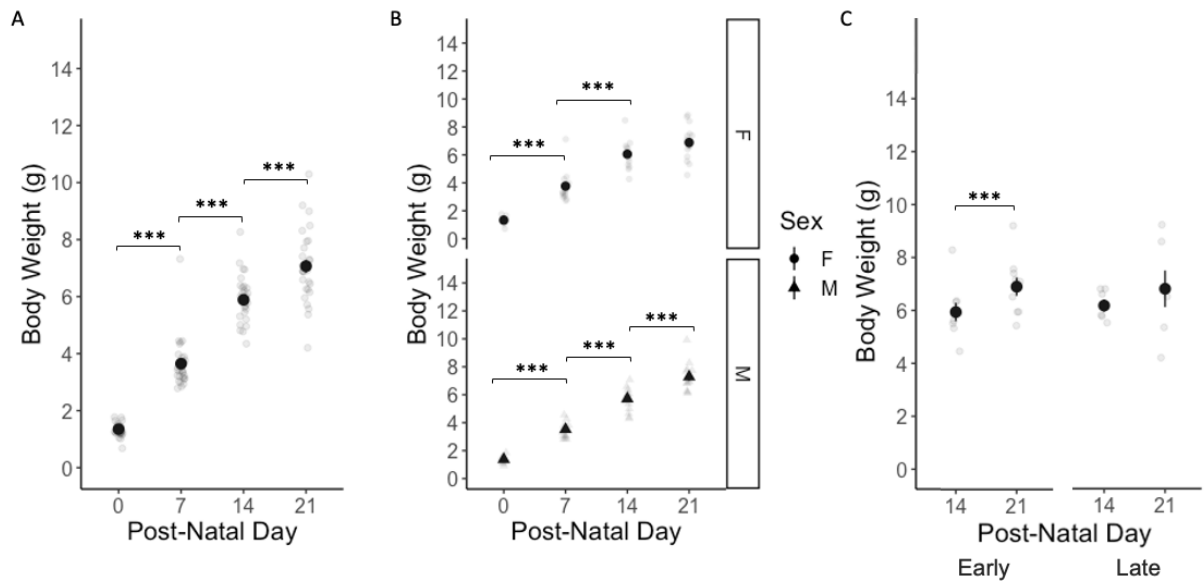 A
Body Weight (g)
14
12
10
8
6
4
2
0
***
***
***
0 7 14 21
Post-Natal Day
B
Body Weight (g)
14
12
10
8
6
4
2
0
***
***
F
14
12
10
8
6
4
2
0
***
***
***
M
0 7 14 21
Post-Natal Day
Sex
F
M
C
Body Weight (g)
14
12
10
8
6
4
2
0
***
14 21 14 21
Post-Natal Day
Early Late